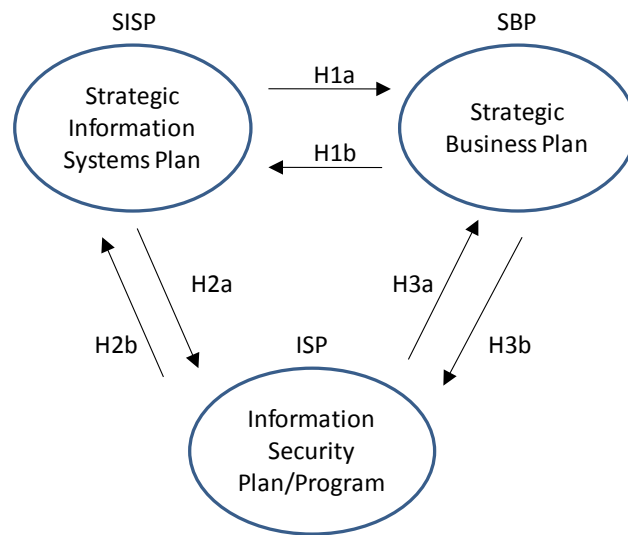 SISP
SBP
Strategic
Information
Systems Plan
H1a
H1b
Strategic
Business Plan
H2a
H2b
H3a
H3b
ISP
Information
Security
Plan/Program